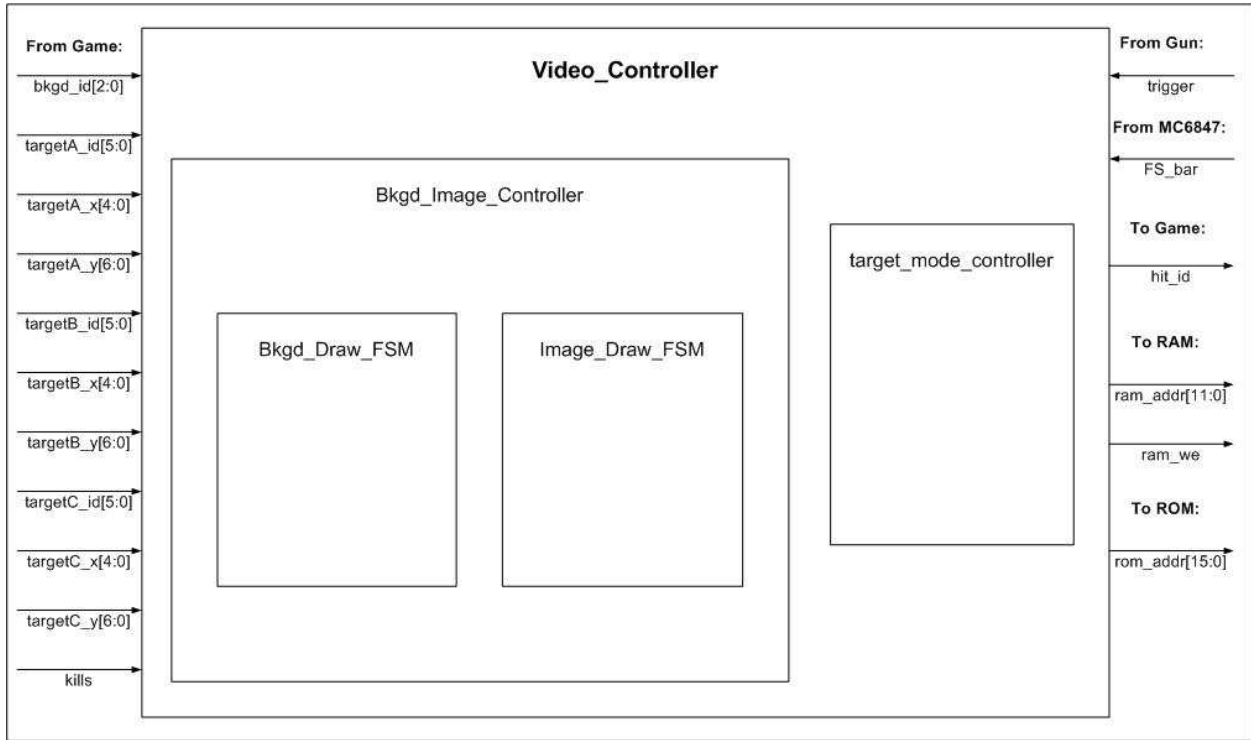 From Game:
bkgd_id[2:0]
targetA_id[5:0]
targetA_x[4:0]
targetA_y[6:0]
targetB_id[5:0]
targetB_x[4:0]
targetB_y[6:0]
targetC_id[5:0]
targetC_x[4:0]
targetC_y[6:0]
kills
Video_Controller
Bkgd_Image_Controller
Bkgd_Draw_FSM
Image_Draw_FSM
target_mode_controller
From Gun:
trigger
From MC6847:
FS_bar
To Game:
hit_id
To RAM:
ram_addr[11:0]
ram_we
To ROM:
rom_addr[15:0]